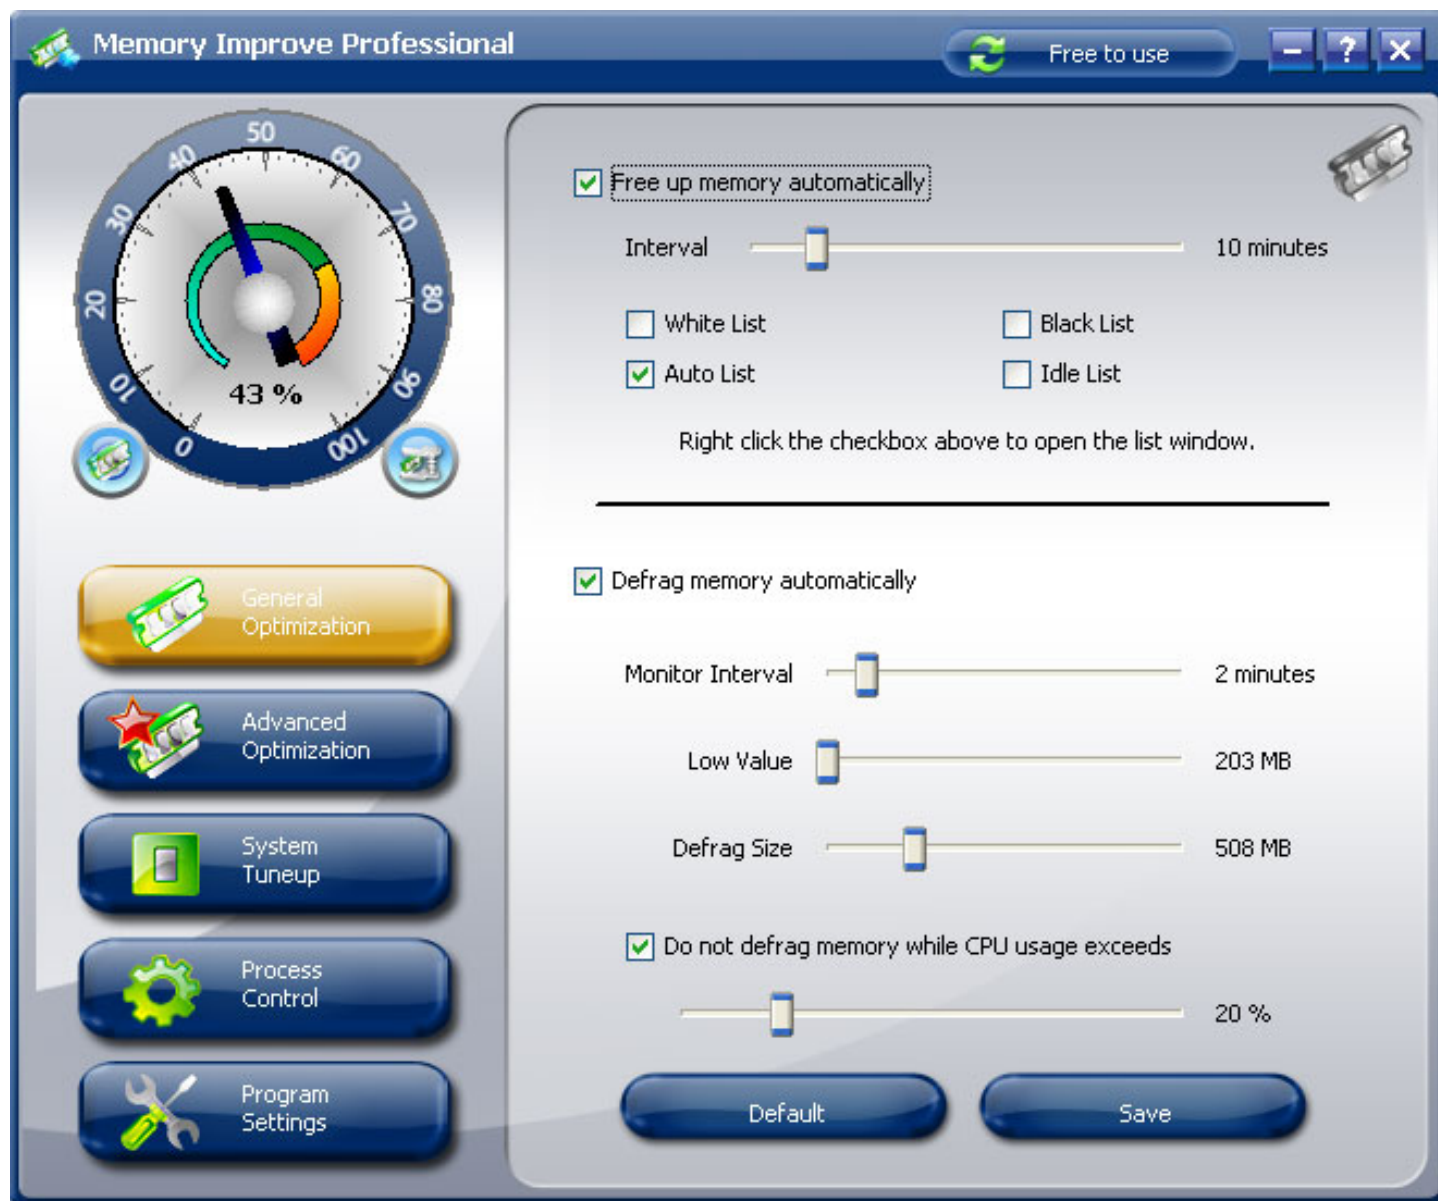 Memory Improve Professional
Free to use
?
0
10
20
30
40
50
60
70
80
90
100
43 %
General
Optimization
Advanced
Optimization
System
Tuneup
Process
Control
Program
Settings
Free up memory automatically
Interval 10 minutes
White List Black List
Auto List Idle List
Right click the checkbox above to open the list window.
Defrag memory automatically
Monitor Interval 2 minutes
Low Value 203 MB
Defrag Size 508 MB
Do not defrag memory while CPU usage exceeds
20 %
Default Save